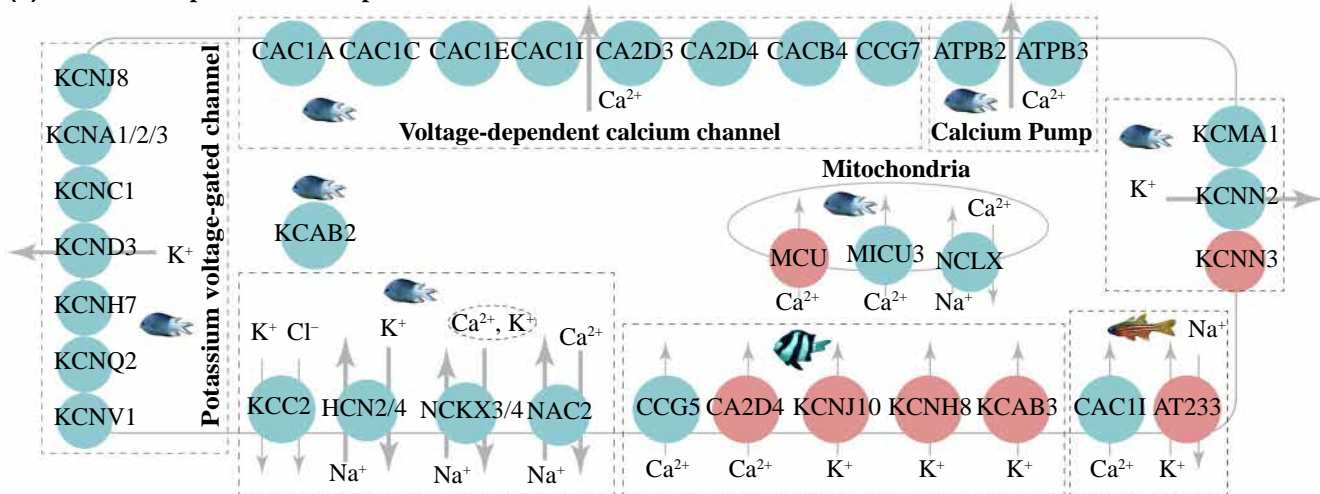 CAC1A CAC1C CAC1E CAC1I CA2D3 CA2D4 CACB4 CCG7
Ca²⁺
Voltage-dependent calcium channel
ATPB2 ATPB3
Ca²⁺
Calcium Pump
KCNJ8
KCNA1/2/3
KCNC1
KCND3
K⁺
KCNH7
KCNQ2
KCNV1
Potassium voltage-gated channel
KCAB2
Mitochondria
Ca²⁺
MCU MICU3 NCLX
Ca²⁺ Ca²⁺ Na⁺
KCMA1
K⁺
KCNN2
KCNN3
K⁺ Cl⁻ K⁺ Ca²⁺, K⁺ Ca²⁺
KCC2 HCN2/4 NCKX3/4 NAC2
Na⁺ Na⁺ Na⁺
CCG5 CA2D4 KCNJ10 KCNH8 KCAB3
Ca²⁺ Ca²⁺ K⁺ K⁺ K⁺
Na⁺
CAC1I AT233
Ca²⁺ K⁺